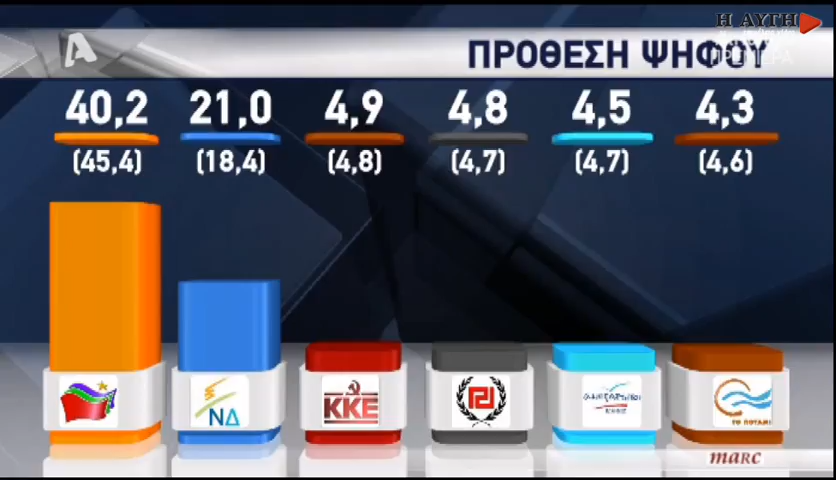 Η ΑΥΓΗ
ΠΡΟΘΕΣΗ ΨΗΦΟΥ
ΠΡΕΜΙΕΡΑ
40,2 21,0 4,9 4,8 4,5 4,3
(45,4) (18,4) (4,8) (4,7) (4,7) (4,6)
ΝΔ
ΚΚΕ
ΤΟ ΠΟΤΑΜΙ
marc